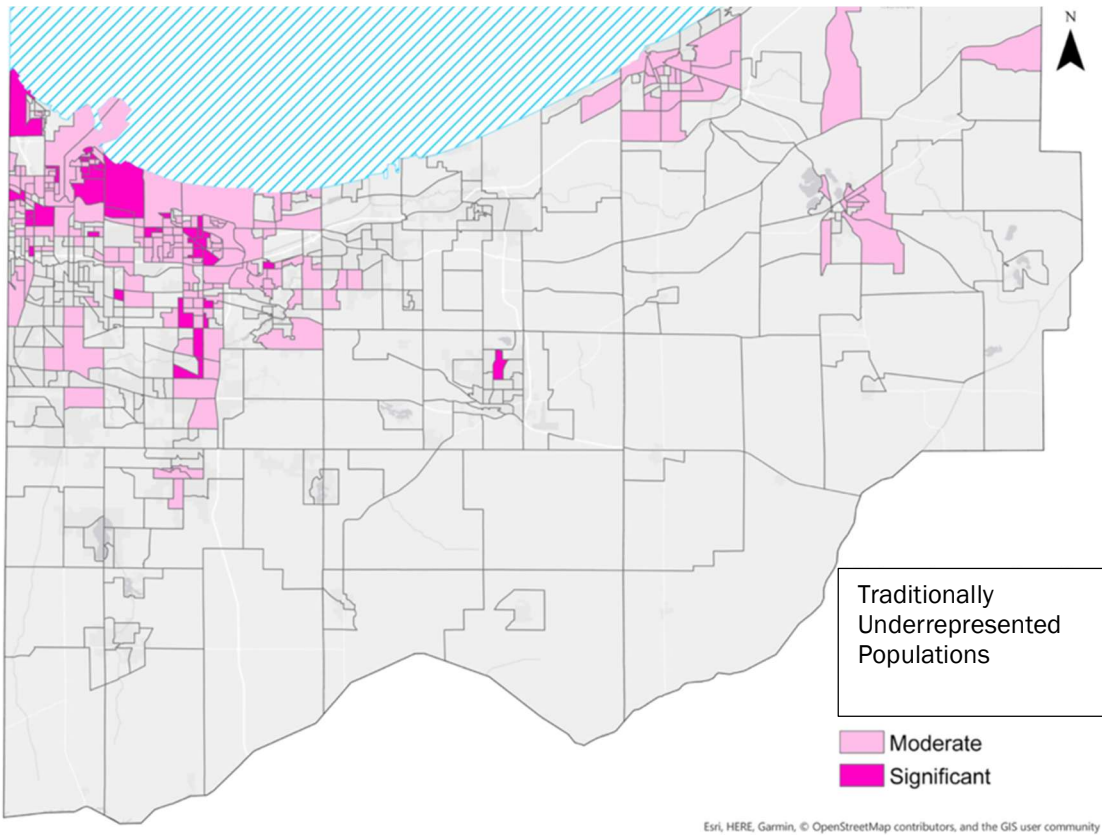 N
Traditionally
Underrepresented
Populations
Moderate
Significant
Esri, HERE, Garmin, © OpenStreetMap contributors, and the GIS user community